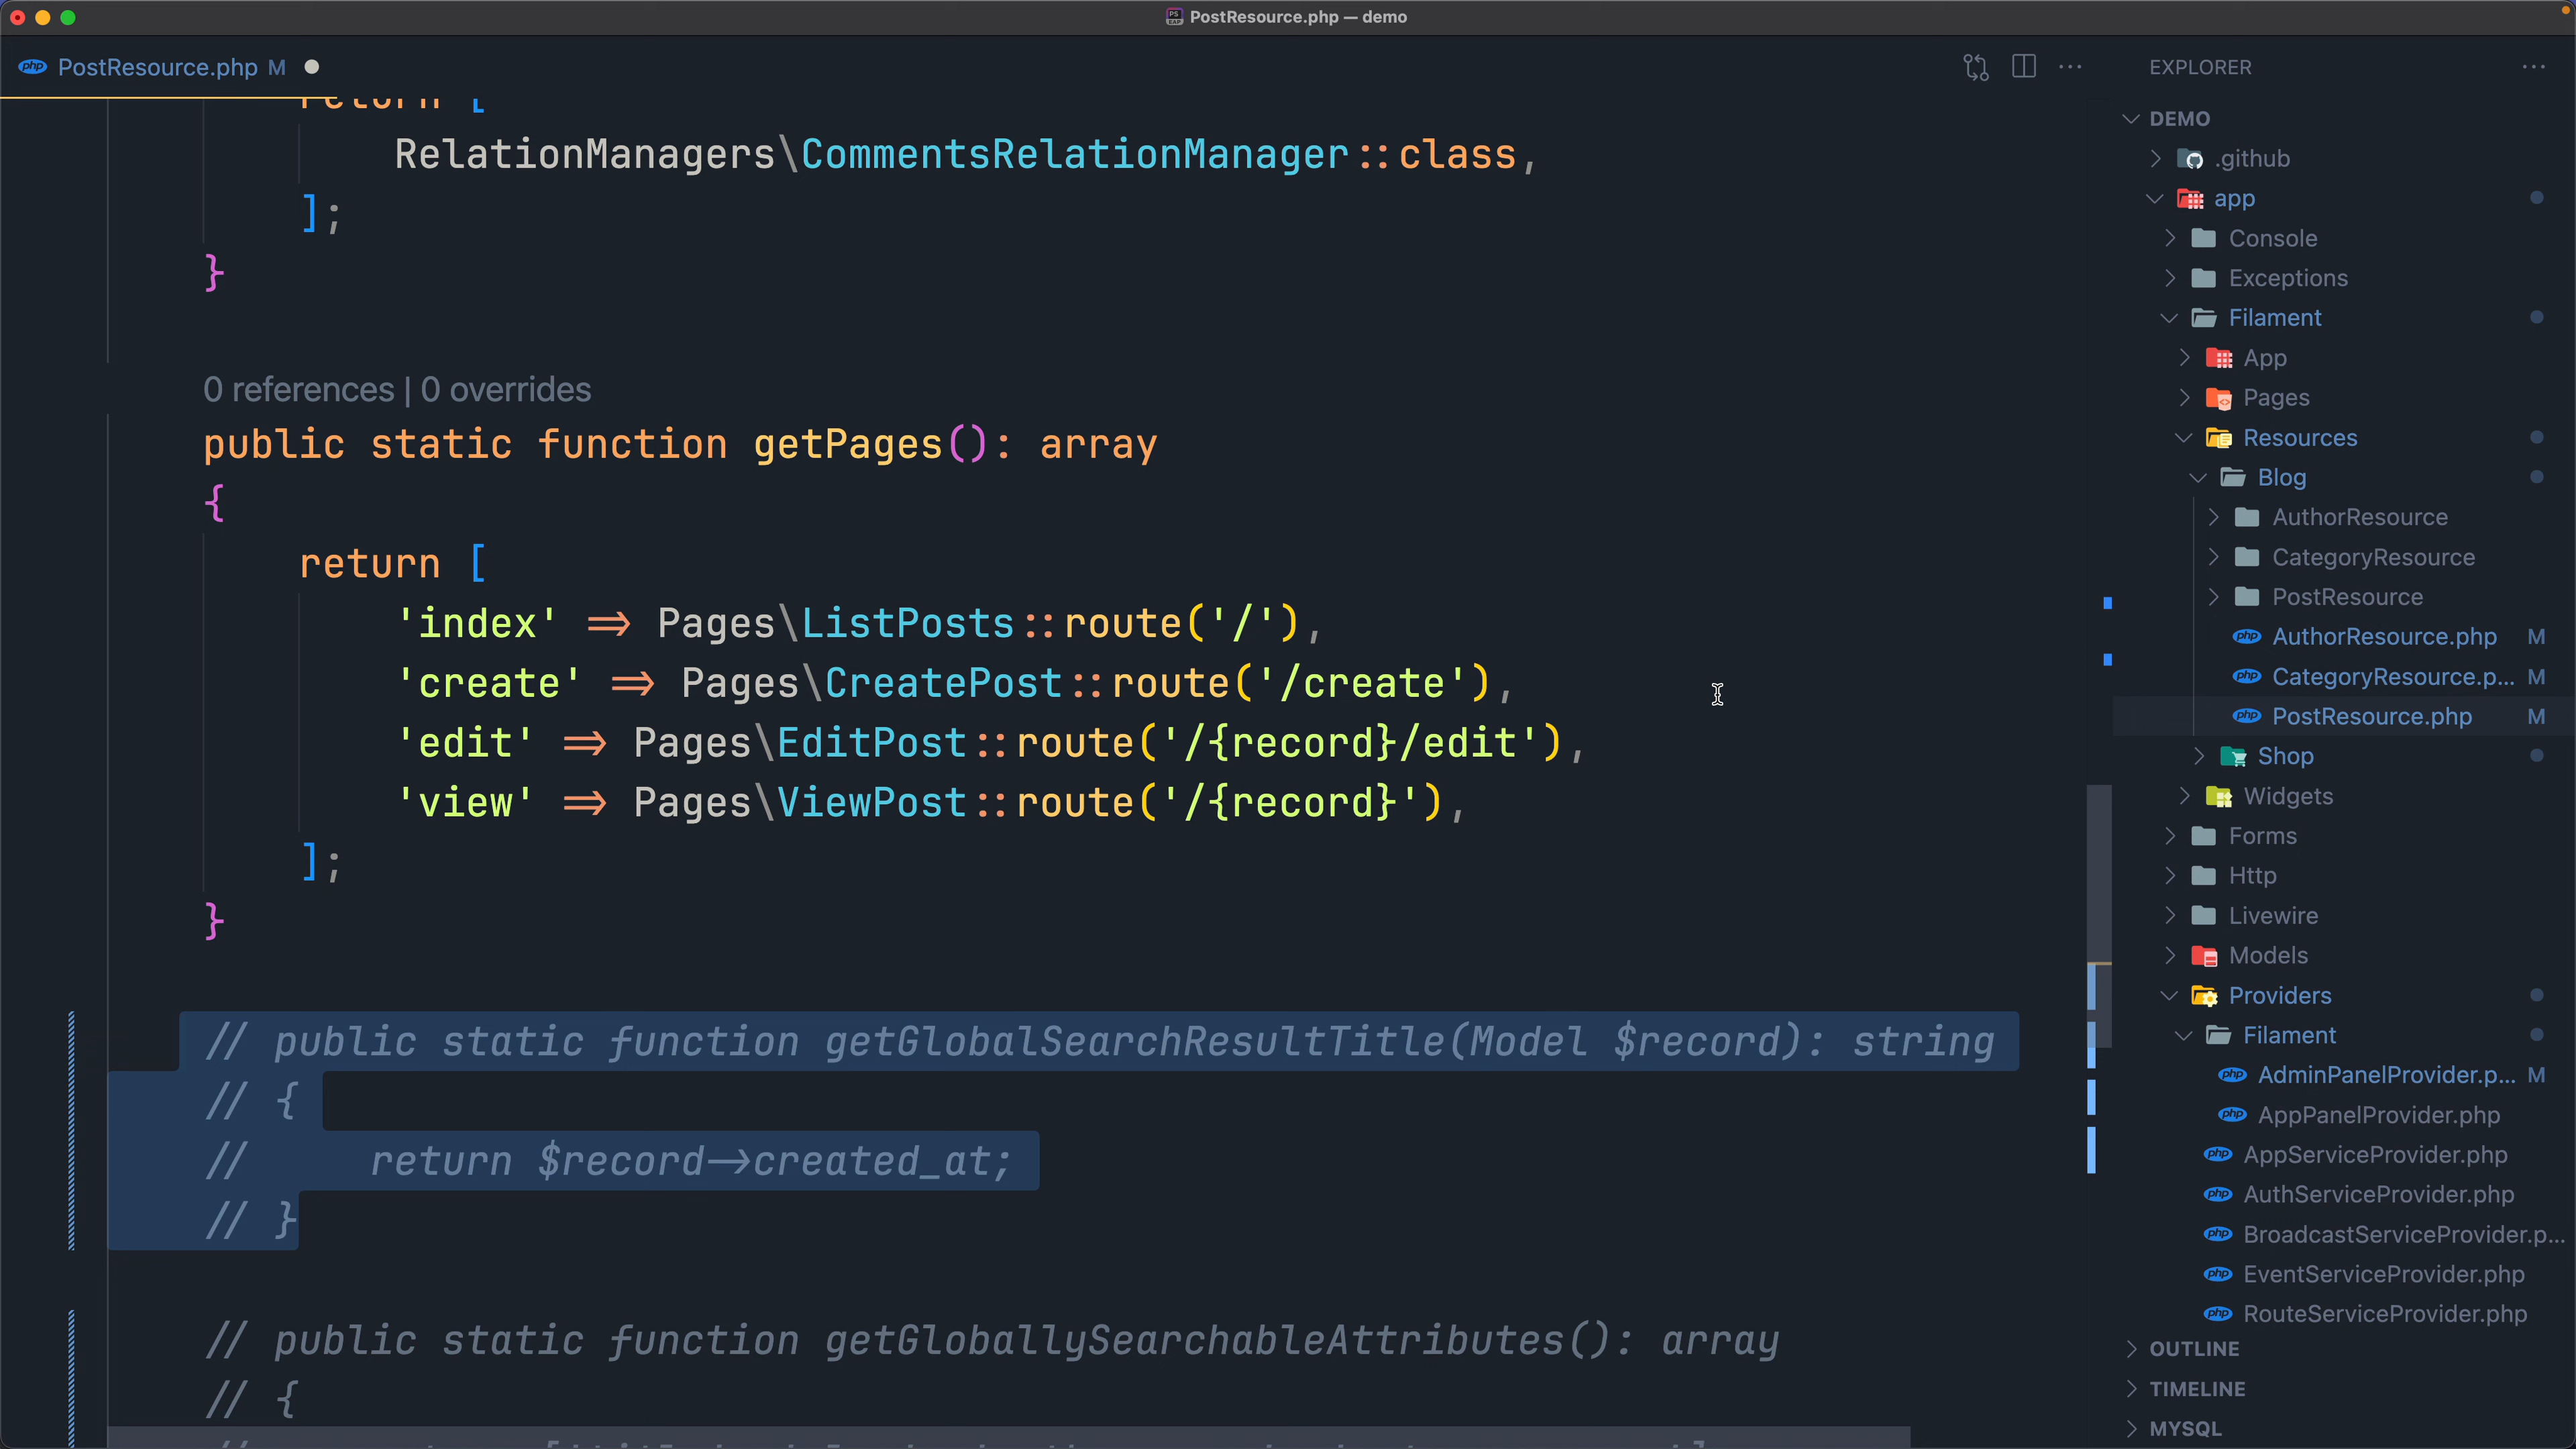 PostResource.php — demo
PostResource.php M
return [
RelationManagers\CommentsRelationManager::class,
];
}
0 references | 0 overrides
public static function getPages(): array
{
return [
'index' => Pages\ListPosts::route('/'),
'create' => Pages\CreatePost::route('/create'),
'edit' => Pages\EditPost::route('/{record}/edit'),
'view' => Pages\ViewPost::route('/{record}'),
];
}
// public static function getGlobalSearchResultTitle(Model $record): string
// {
// return $record->created_at;
// }
// public static function getGloballySearchableAttributes(): array
// {
EXPLORER
DEMO
.github
app
Console
Exceptions
Filament
App
Pages
Resources
Blog
AuthorResource
CategoryResource
PostResource
AuthorResource.php M
CategoryResource.p... M
PostResource.php M
Shop
Widgets
Forms
Http
Livewire
Models
Providers
Filament
AdminPanelProvider.p... M
AppPanelProvider.php
AppServiceProvider.php
AuthServiceProvider.php
BroadcastServiceProvider.p...
EventServiceProvider.php
RouteServiceProvider.php
OUTLINE
TIMELINE
MYSQL